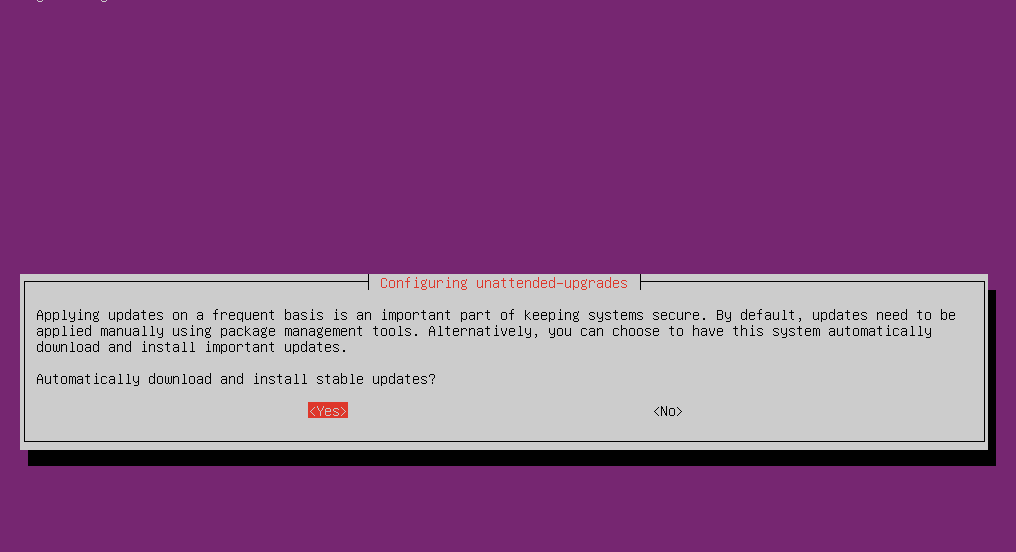 Configuring unattended-upgrades
Applying updates on a frequent basis is an important part of keeping systems secure. By default, updates need to be
applied manually using package management tools. Alternatively, you can choose to have this system automatically
download and install important updates.
Automatically download and install stable updates?
<Yes> <No>